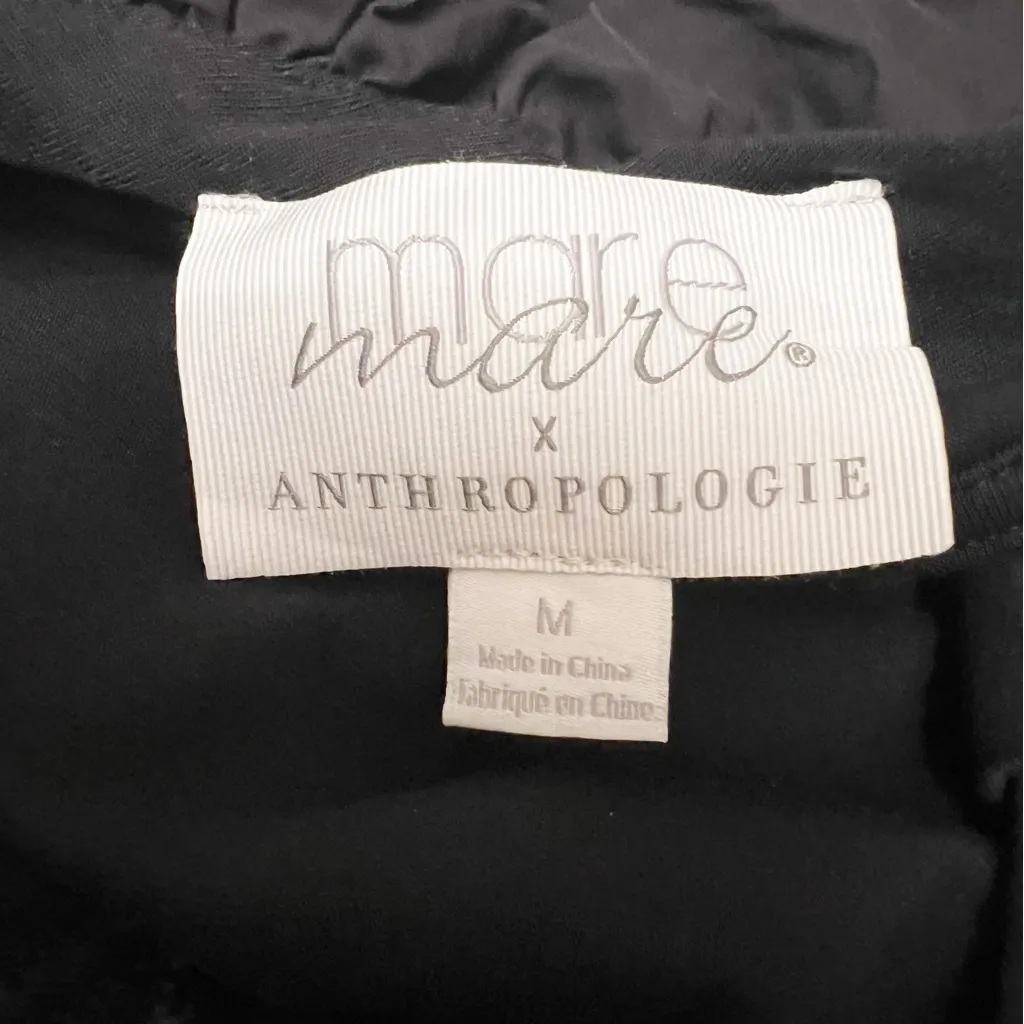 mare
mare®
X
ANTHROPOLOGIE
M
Made in China
fabriqué en Chine